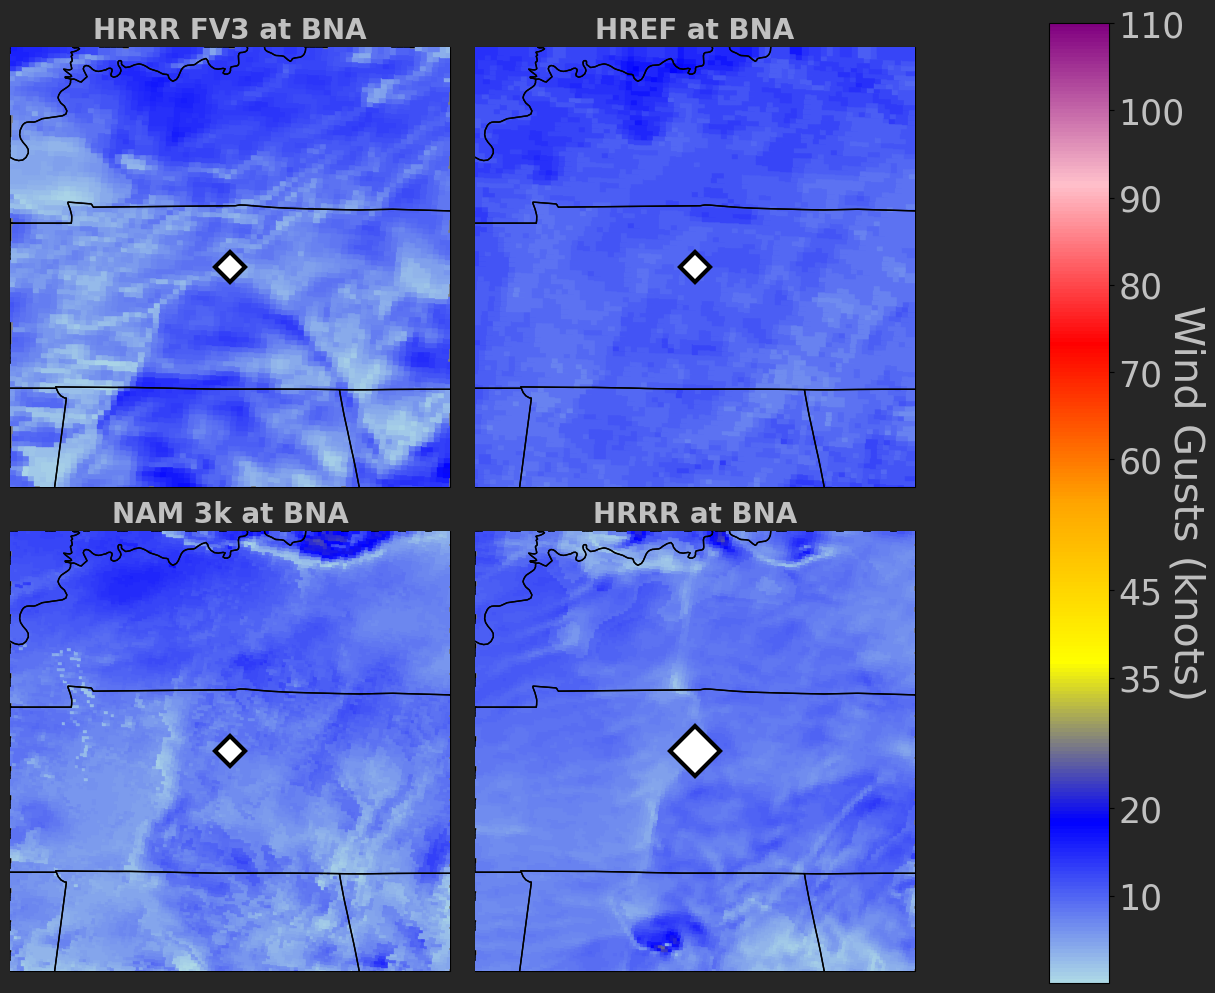 HRRR FV3 at BNA
HREF at BNA
NAM 3k at BNA
HRRR at BNA
110
100
90
80
70
60
45
35
20
10
Wind Gusts (knots)